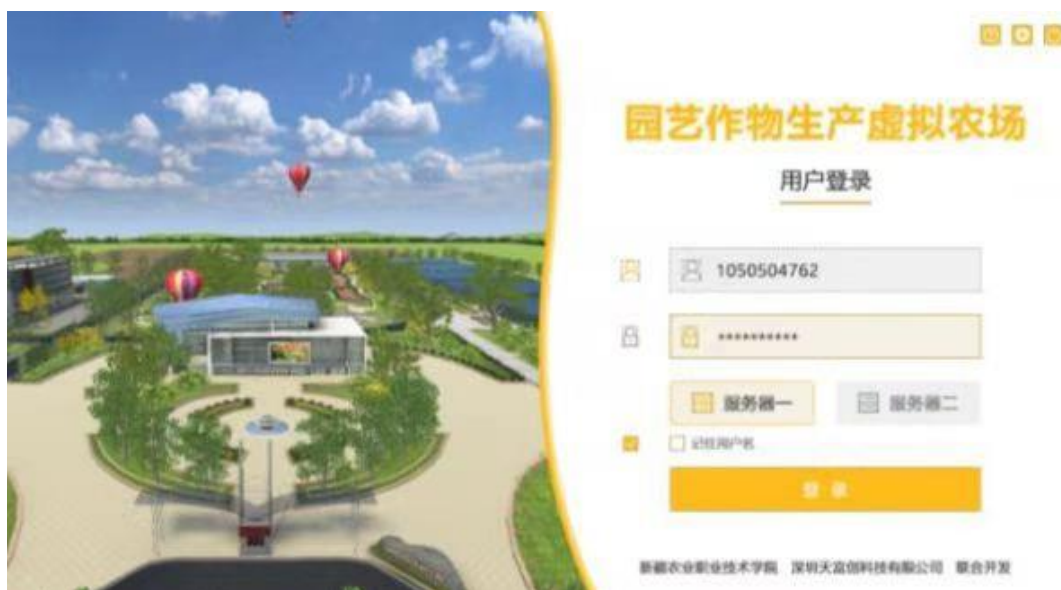 园艺作物生产虚拟农场
用户登录
1050504762
**********
服务器一 服务器二
记住用户名
登 录
新疆农业职业技术学院 深圳天富创科技有限公司 联合开发